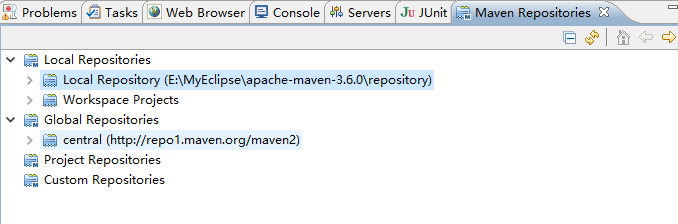 Problems Tasks Web Browser Console Servers JUnit Maven Repositories
Local Repositories
Local Repository (E:\MyEclipse\apache-maven-3.6.0\repository)
Workspace Projects
Global Repositories
central (http://repo1.maven.org/maven2)
Project Repositories
Custom Repositories